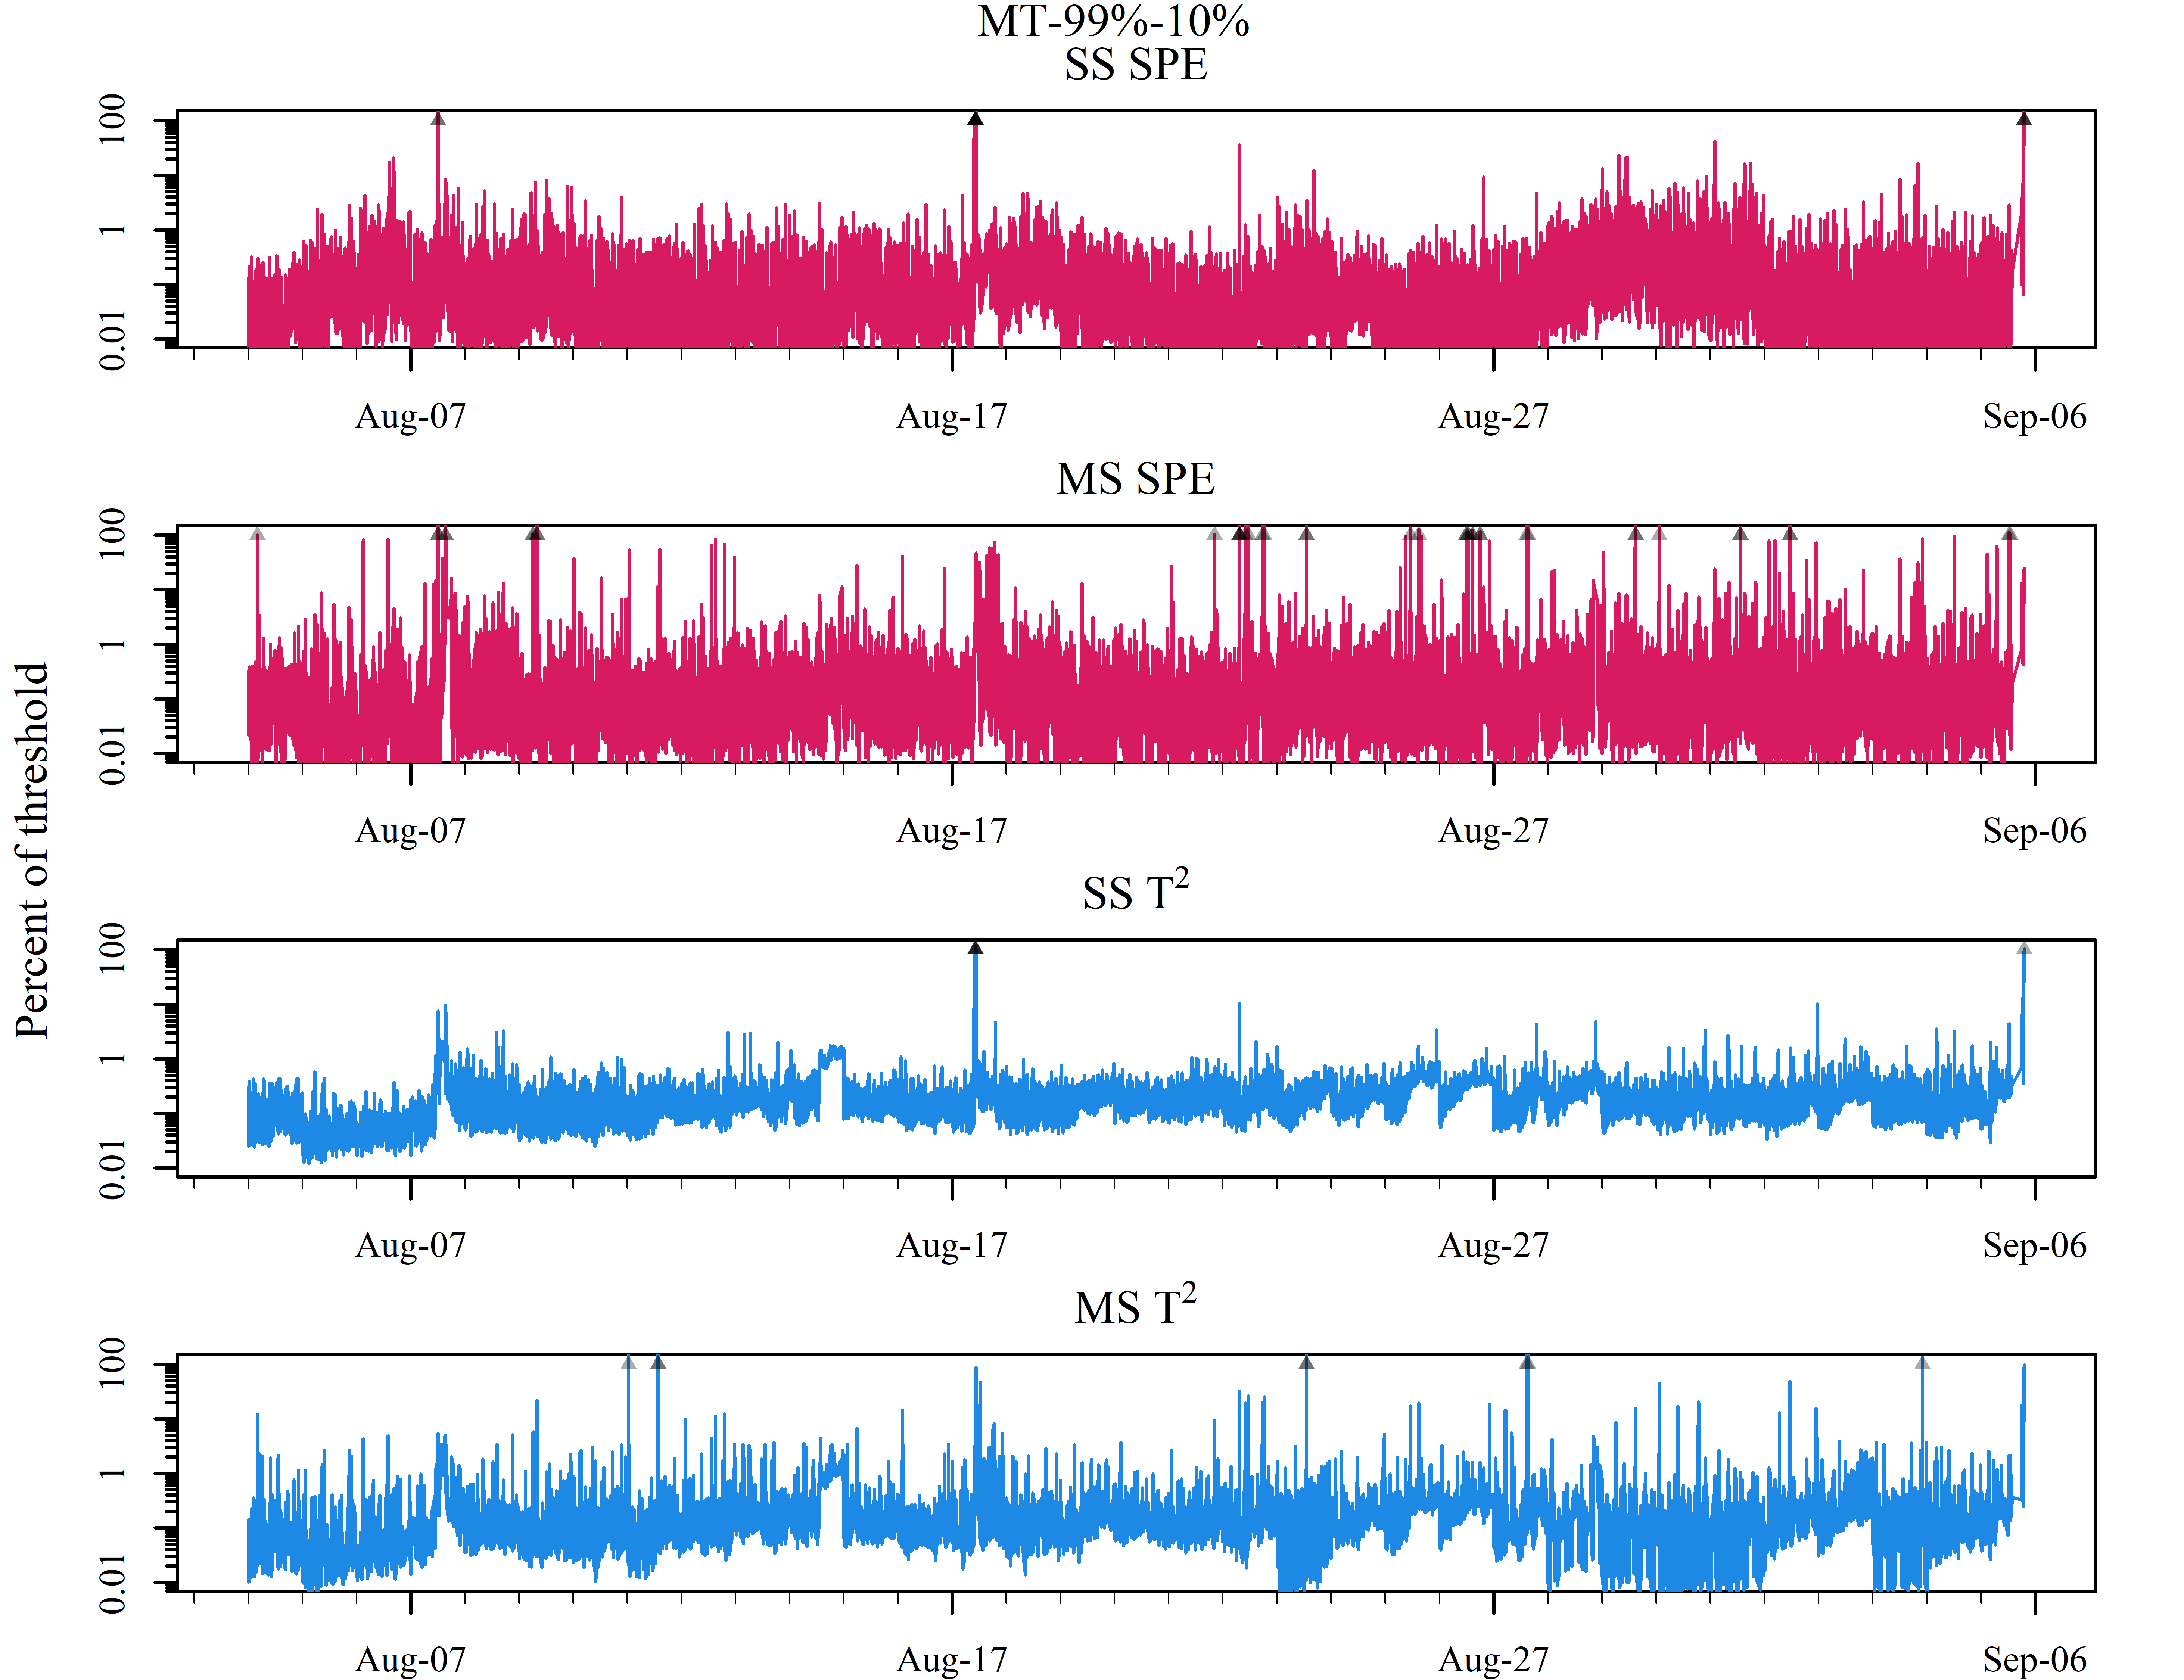 MT-99%-10%
SS SPE
100
1
0.01
Aug-07 Aug-17 Aug-27 Sep-06
MS SPE
100
1
0.01
Aug-07 Aug-17 Aug-27 Sep-06
Percent of threshold
SS T²
100
1
0.01
Aug-07 Aug-17 Aug-27 Sep-06
MS T²
100
1
0.01
Aug-07 Aug-17 Aug-27 Sep-06